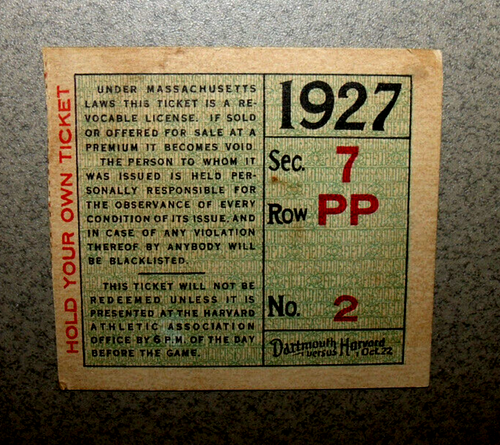 HOLD YOUR OWN TICKET
UNDER MASSACHUSETTS
LAWS THIS TICKET IS A RE-
VOCABLE LICENSE. IF SOLD
OR OFFERED FOR SALE AT A
PREMIUM IT BECOMES VOID.
THE PERSON TO WHOM IT
WAS ISSUED IS HELD PER-
SONALLY RESPONSIBLE FOR
THE OBSERVANCE OF EVERY
CONDITION OF ITS ISSUE, AND
IN CASE OF ANY VIOLATION
THEREOF BY ANYBODY WILL
BE BLACKLISTED.
THIS TICKET WILL NOT BE
REDEEMED UNLESS IT IS
PRESENTED AT THE HARVARD
ATHLETIC ASSOCIATION
OFFICE BY 6 P.M. OF THE DAY
BEFORE THE GAME.
1927
Sec. 7
Row PP
No. 2
Dartmouth Harvard
versus Oct. 22